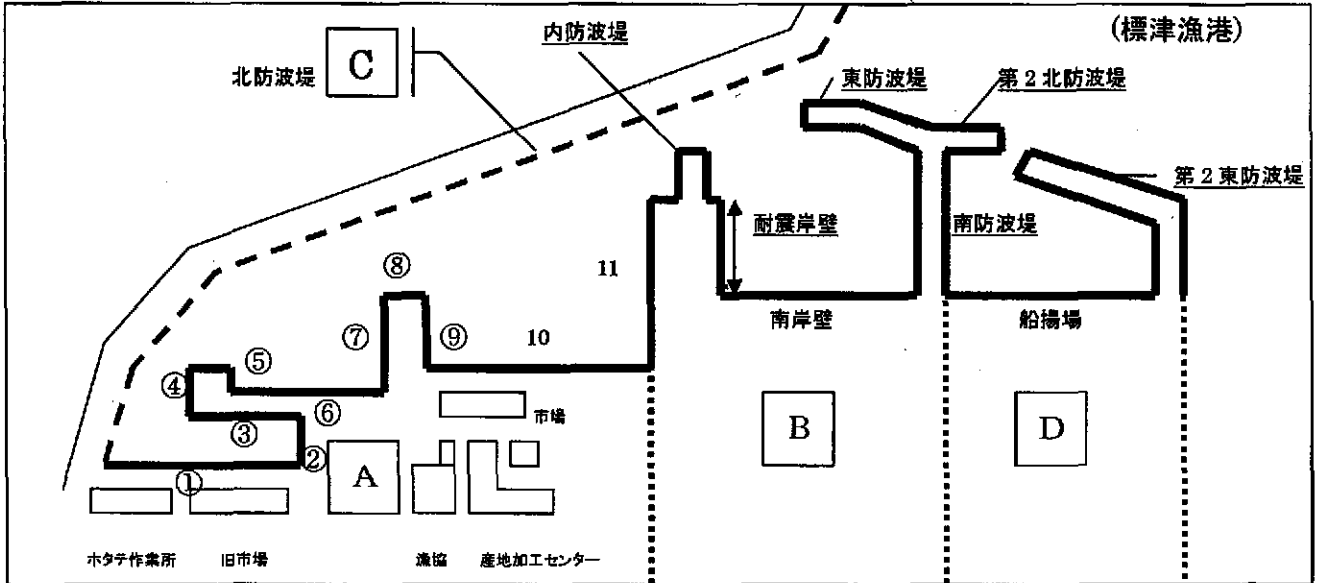 (標津漁港)
内防波堤
C
北防波堤
東防波堤
第2北防波堤
第2東防波堤
耐震岸壁
南防波堤
⑧
11
南岸壁
船揚場
⑦
⑨
10
⑤
④
⑥
市場
③
②
①
A
B
D
ホタテ作業所
旧市場
漁協
産地加工センター